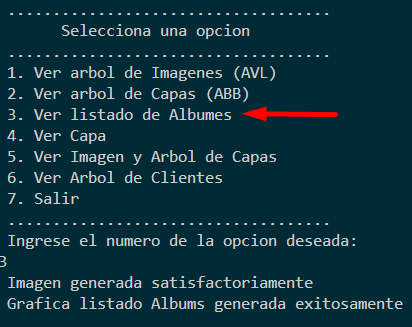 ....................................
Selecciona una opcion
....................................
1. Ver arbol de Imagenes (AVL)
2. Ver arbol de Capas (ABB)
3. Ver listado de Albumes
4. Ver Capa
5. Ver Imagen y Arbol de Capas
6. Ver Arbol de Clientes
7. Salir
....................................
Ingrese el numero de la opcion deseada:
3
Imagen generada satisfactoriamente
Grafica listado Albums generada exitosamente